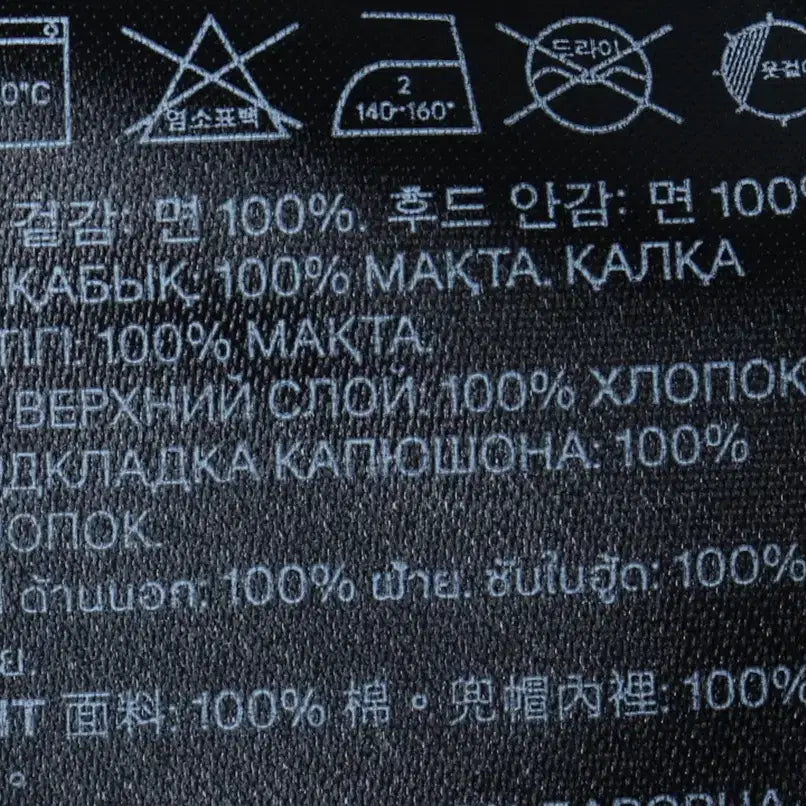 0°C 염소표백 2 140~160° 드라이 옷걸이
겉감: 면 100%. 후드 안감: 면 100%
ҚАБЫҚ: 100% МАҚТА. ҚАЛҚА
100% МАҚТА.
ВЕРХНИЙ СЛОЙ: 100% ХЛОПОК
ОДКЛАДКА КАПЮШОНА: 100%
ЛОПОК.
ด้านนอก: 100% ฝ้าย. ซับในฮู้ด: 100%
ย.
HT 面料: 100% 棉。兜帽內裡: 100%
。